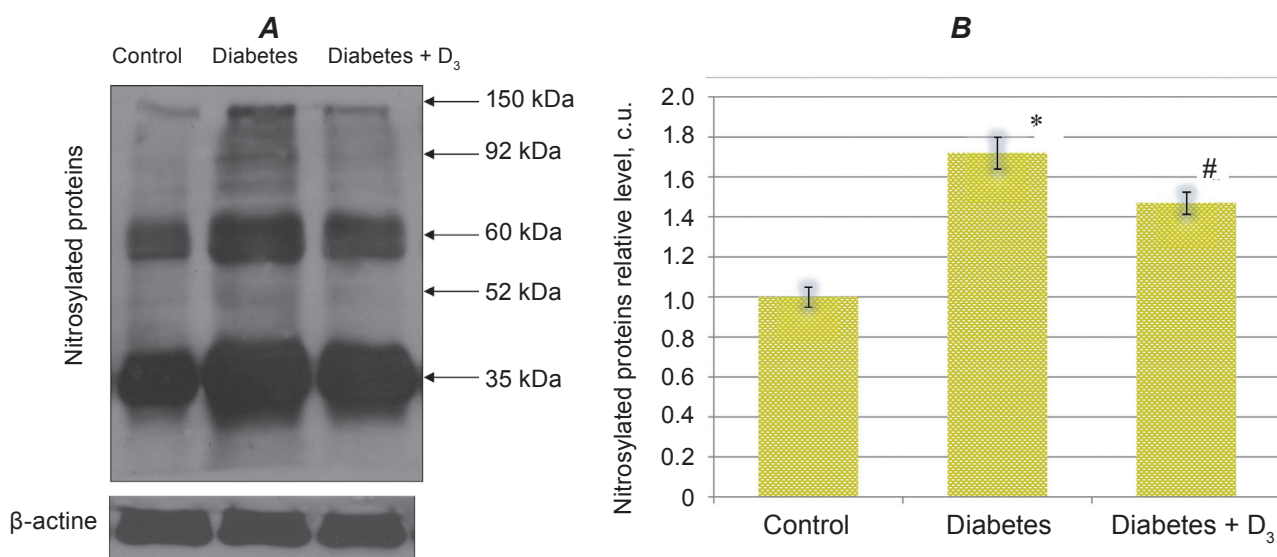 A
Control Diabetes Diabetes + D₃
Nitrosylated proteins
150 kDa
92 kDa
60 kDa
52 kDa
35 kDa
β-actine
B
Nitrosylated proteins relative level, c.u.
2.0
1.8
1.6
1.4
1.2
1.0
0.8
0.6
0.4
0.2
0
*
#
Control Diabetes Diabetes + D₃